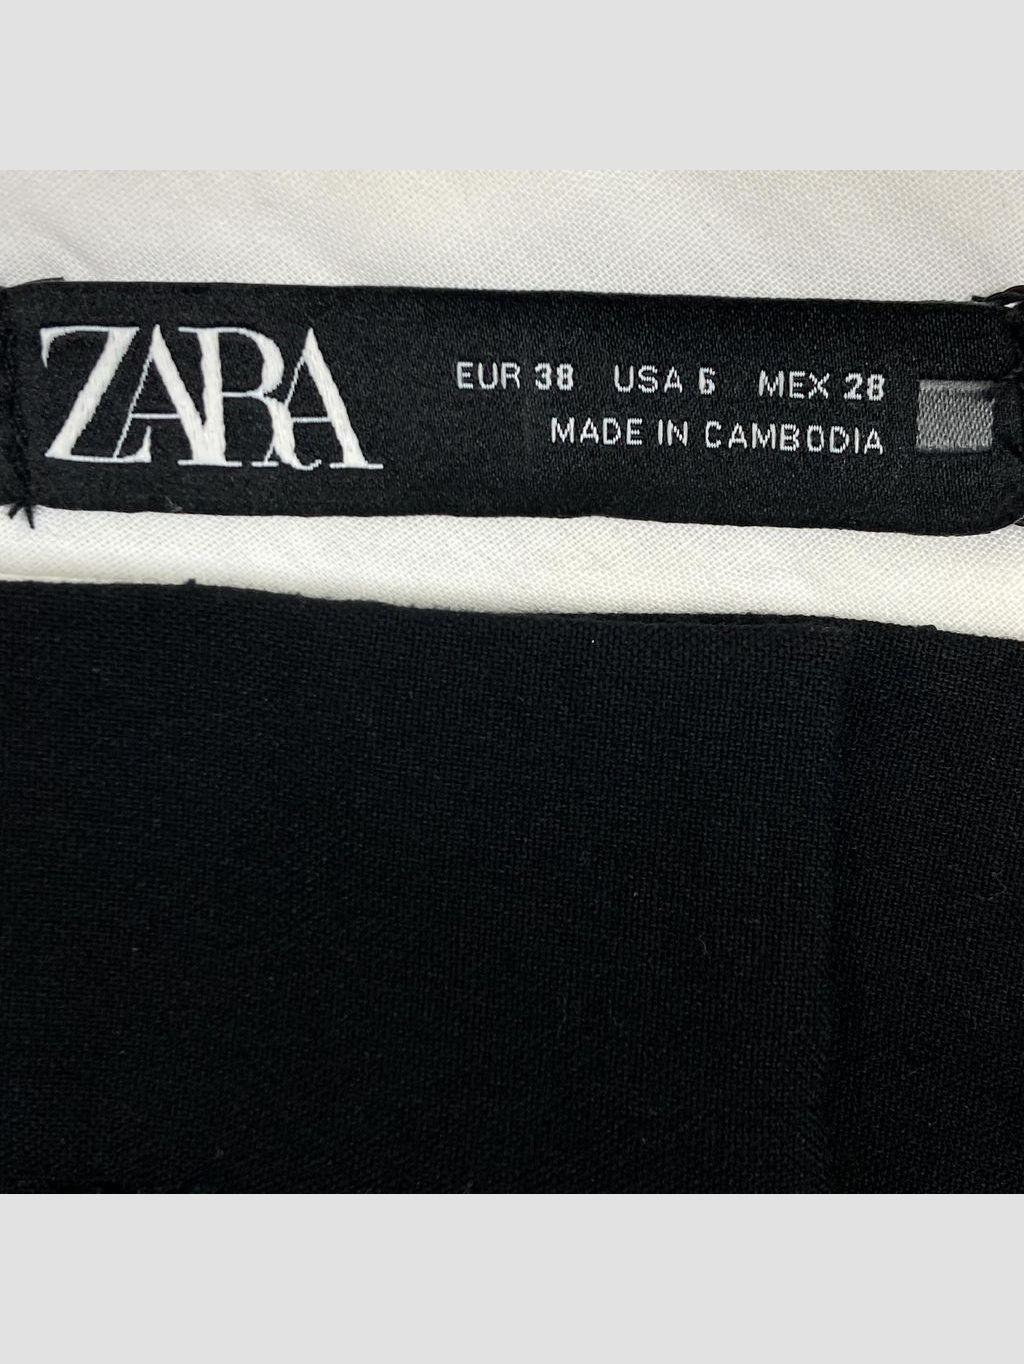 ZARA
EUR 38 USA 6 MEX 28
MADE IN CAMBODIA